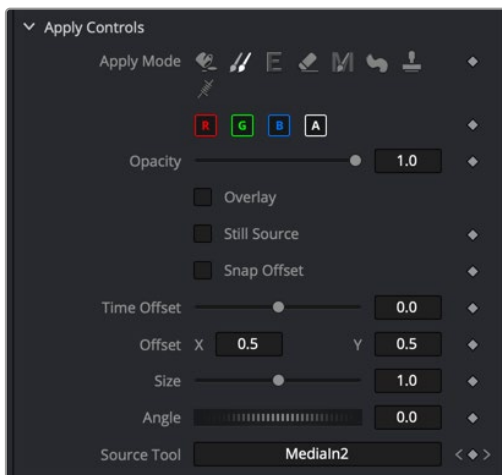 Apply Controls
Apply Mode E M
R G B A
Opacity 1.0
Overlay
Still Source
Snap Offset
Time Offset 0.0
Offset X 0.5 Y 0.5
Size 1.0
Angle 0.0
Source Tool MediaIn2 < >